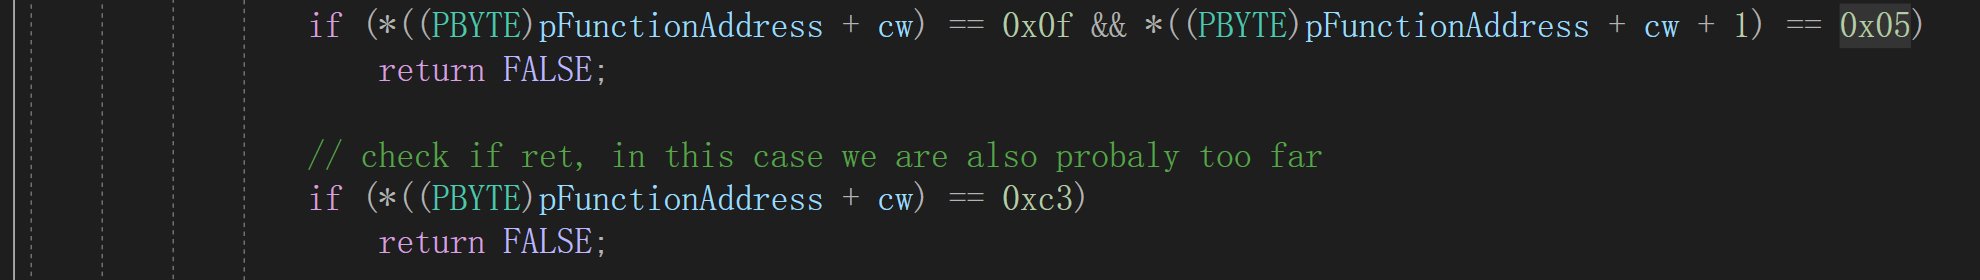 if (*((PBYTE)pFunctionAddress + cw) == 0x0f && *((PBYTE)pFunctionAddress + cw + 1) == 0x05)
return FALSE;
// check if ret, in this case we are also probaly too far
if (*((PBYTE)pFunctionAddress + cw) == 0xc3)
return FALSE;